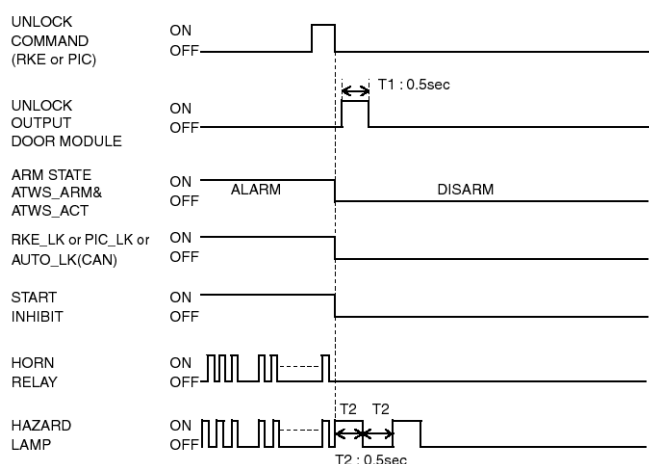 UNLOCK
COMMAND
(RKE or PIC)
ON
OFF
T1 : 0.5sec
UNLOCK
OUTPUT
DOOR MODULE
ON
OFF
ARM STATE
ATWS_ARM&
ATWS_ACT
ON
OFF
ALARM
DISARM
RKE_LK or PIC_LK or
AUTO_LK(CAN)
ON
OFF
START
INHIBIT
ON
OFF
HORN
RELAY
ON
OFF
HAZARD
LAMP
ON
OFF
T2 T2
T2 : 0.5sec